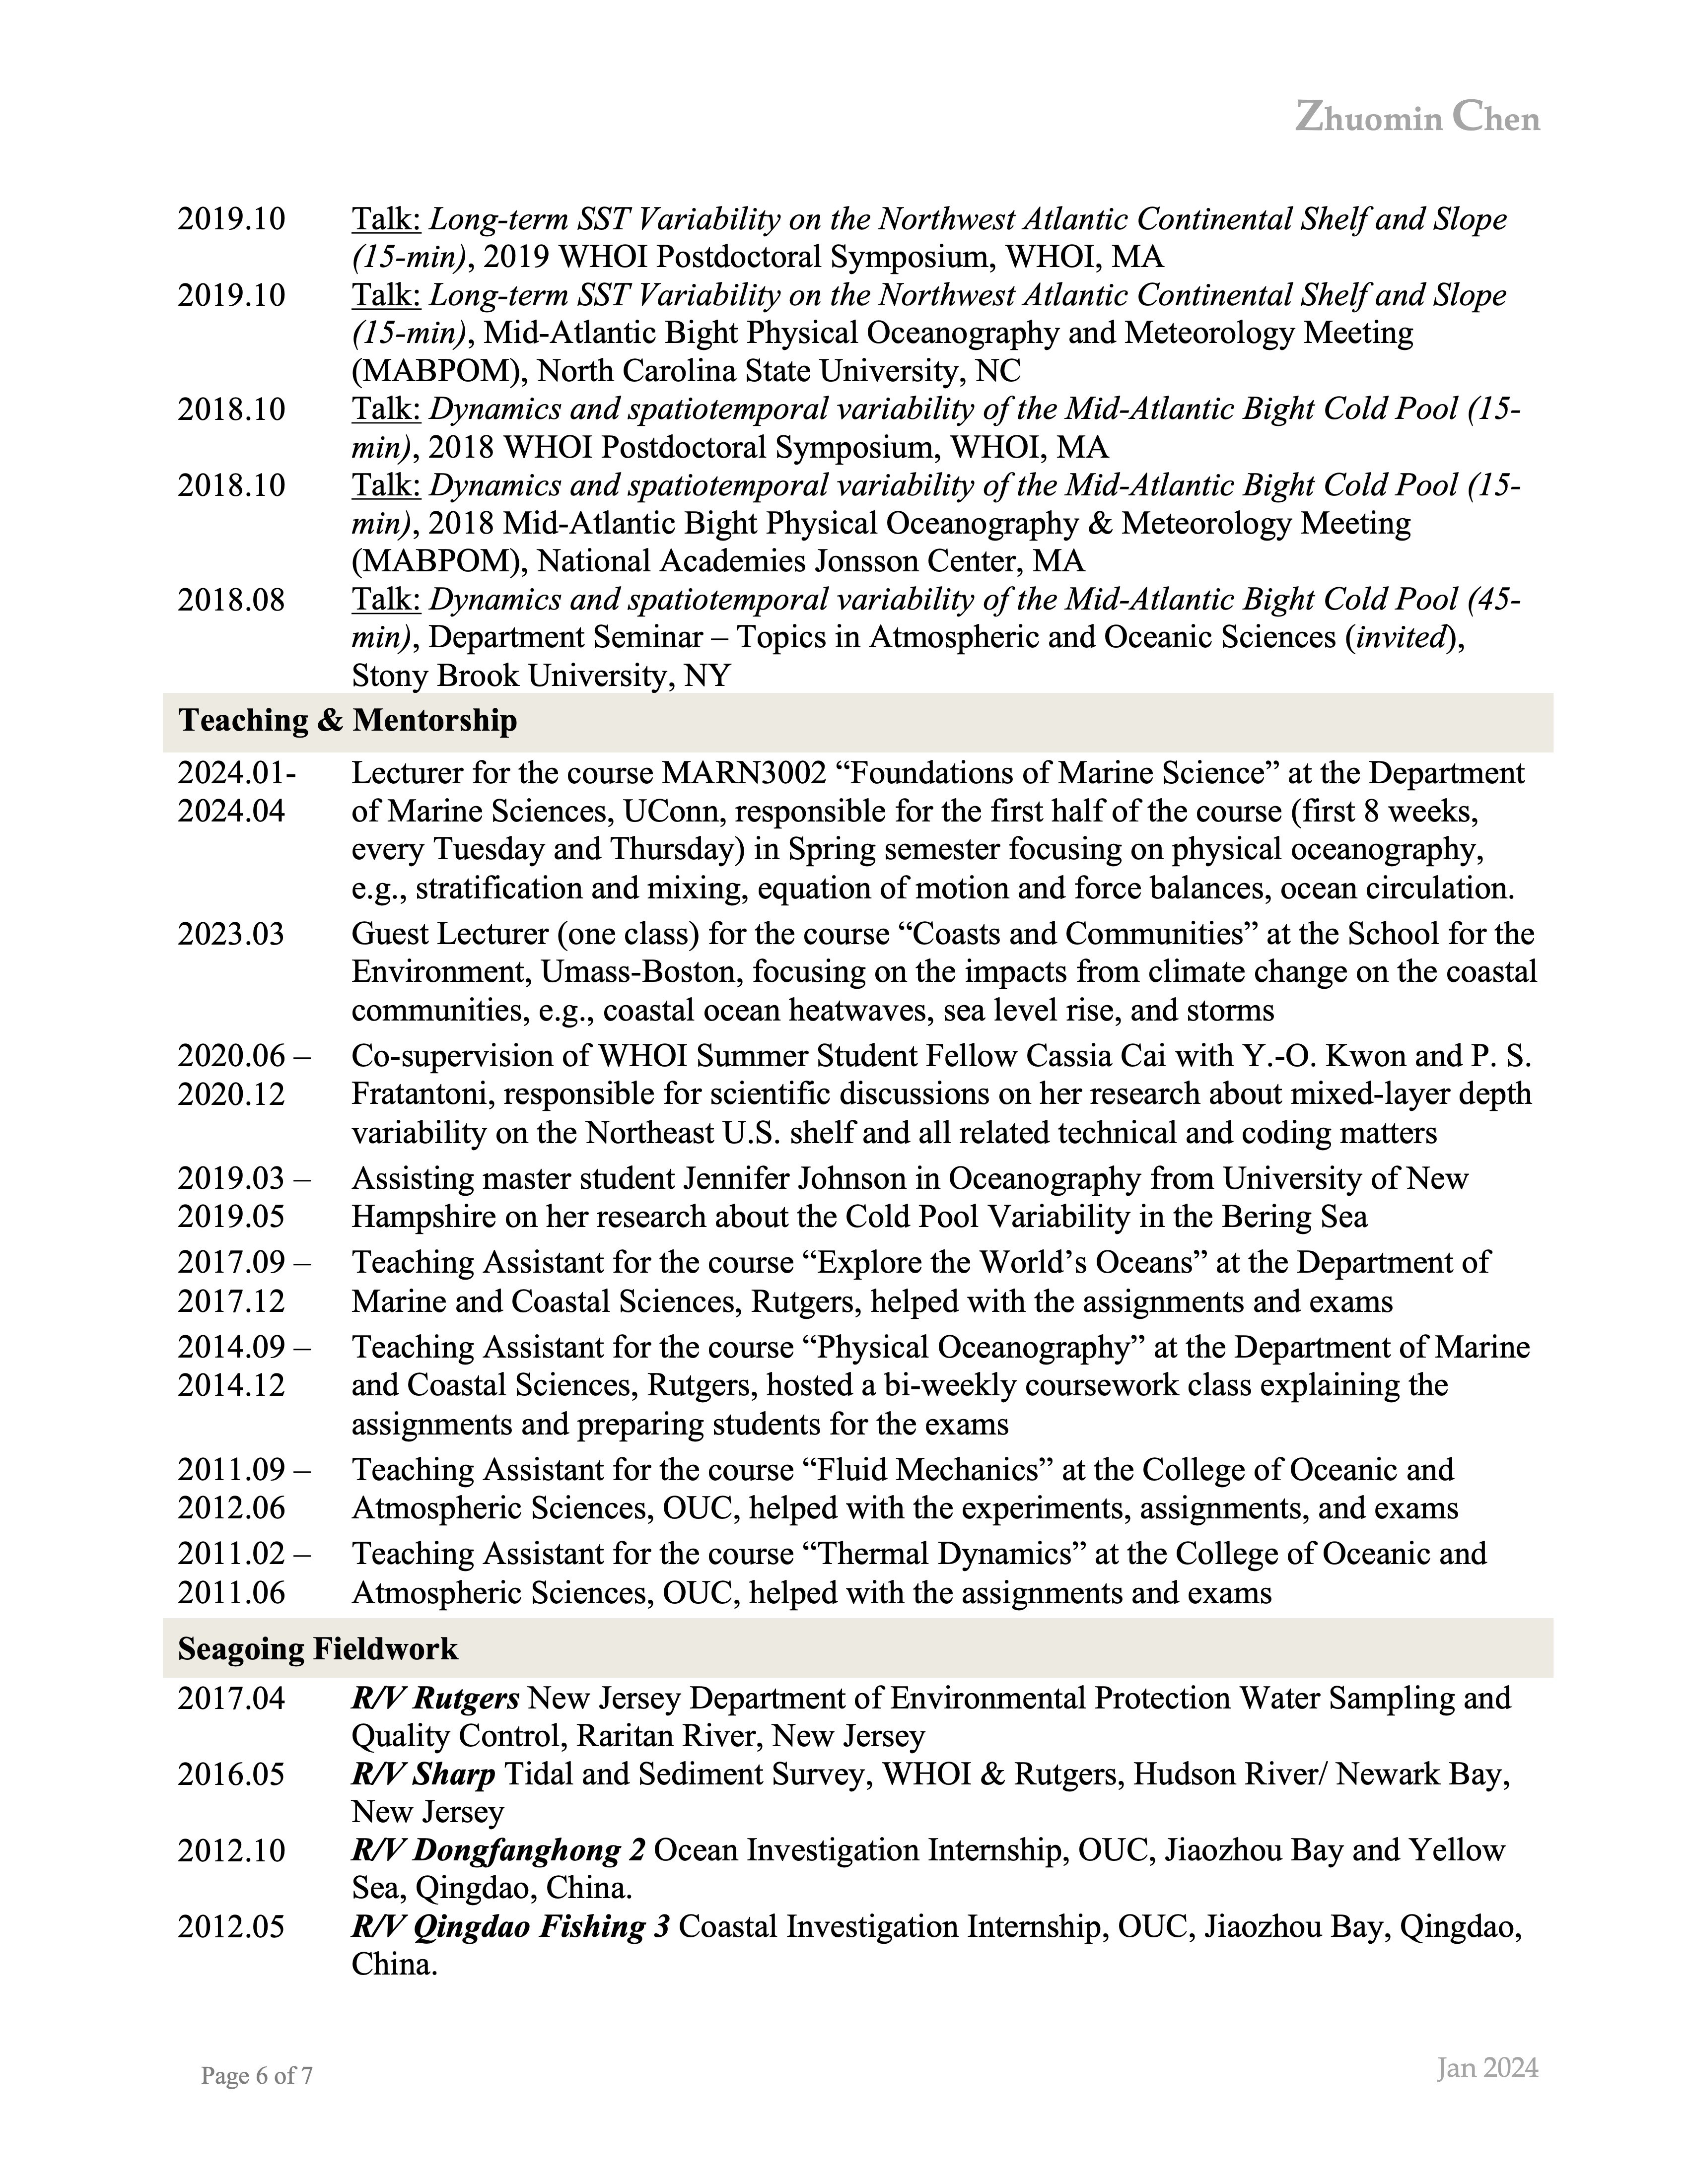 Zhuomin Chen
2019.10 Talk: Long-term SST Variability on the Northwest Atlantic Continental Shelf and Slope
(15-min), 2019 WHOI Postdoctoral Symposium, WHOI, MA
2019.10 Talk: Long-term SST Variability on the Northwest Atlantic Continental Shelf and Slope
(15-min), Mid-Atlantic Bight Physical Oceanography and Meteorology Meeting
(MABPOM), North Carolina State University, NC
2018.10 Talk: Dynamics and spatiotemporal variability of the Mid-Atlantic Bight Cold Pool (15-
min), 2018 WHOI Postdoctoral Symposium, WHOI, MA
2018.10 Talk: Dynamics and spatiotemporal variability of the Mid-Atlantic Bight Cold Pool (15-
min), 2018 Mid-Atlantic Bight Physical Oceanography & Meteorology Meeting
(MABPOM), National Academies Jonsson Center, MA
2018.08 Talk: Dynamics and spatiotemporal variability of the Mid-Atlantic Bight Cold Pool (45-
min), Department Seminar – Topics in Atmospheric and Oceanic Sciences (invited),
Stony Brook University, NY
Teaching & Mentorship
2024.01- Lecturer for the course MARN3002 “Foundations of Marine Science” at the Department
2024.04 of Marine Sciences, UConn, responsible for the first half of the course (first 8 weeks,
every Tuesday and Thursday) in Spring semester focusing on physical oceanography,
e.g., stratification and mixing, equation of motion and force balances, ocean circulation.
2023.03 Guest Lecturer (one class) for the course “Coasts and Communities” at the School for the
Environment, Umass-Boston, focusing on the impacts from climate change on the coastal
communities, e.g., coastal ocean heatwaves, sea level rise, and storms
2020.06 – Co-supervision of WHOI Summer Student Fellow Cassia Cai with Y.-O. Kwon and P. S.
2020.12 Fratantoni, responsible for scientific discussions on her research about mixed-layer depth
variability on the Northeast U.S. shelf and all related technical and coding matters
2019.03 – Assisting master student Jennifer Johnson in Oceanography from University of New
2019.05 Hampshire on her research about the Cold Pool Variability in the Bering Sea
2017.09 – Teaching Assistant for the course “Explore the World’s Oceans” at the Department of
2017.12 Marine and Coastal Sciences, Rutgers, helped with the assignments and exams
2014.09 – Teaching Assistant for the course “Physical Oceanography” at the Department of Marine
2014.12 and Coastal Sciences, Rutgers, hosted a bi-weekly coursework class explaining the
assignments and preparing students for the exams
2011.09 – Teaching Assistant for the course “Fluid Mechanics” at the College of Oceanic and
2012.06 Atmospheric Sciences, OUC, helped with the experiments, assignments, and exams
2011.02 – Teaching Assistant for the course “Thermal Dynamics” at the College of Oceanic and
2011.06 Atmospheric Sciences, OUC, helped with the assignments and exams
Seagoing Fieldwork
2017.04 R/V Rutgers New Jersey Department of Environmental Protection Water Sampling and
Quality Control, Raritan River, New Jersey
2016.05 R/V Sharp Tidal and Sediment Survey, WHOI & Rutgers, Hudson River/ Newark Bay,
New Jersey
2012.10 R/V Dongfanghong 2 Ocean Investigation Internship, OUC, Jiaozhou Bay and Yellow
Sea, Qingdao, China.
2012.05 R/V Qingdao Fishing 3 Coastal Investigation Internship, OUC, Jiaozhou Bay, Qingdao,
China.
Page 6 of 7 Jan 2024